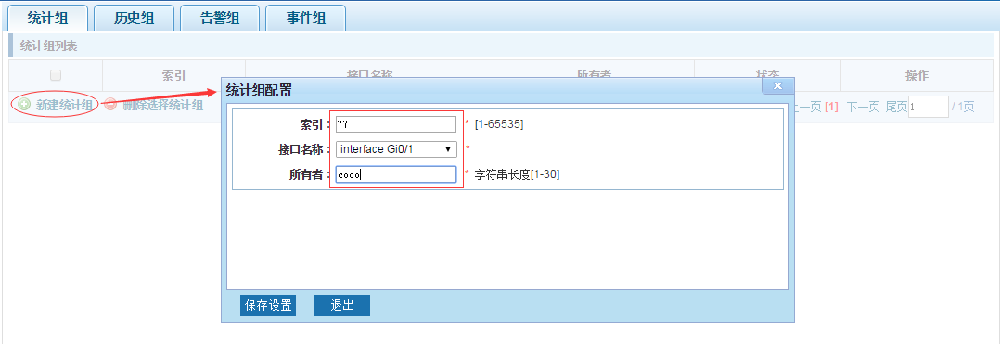 统计组 历史组 告警组 事件组
统计组列表
索引 接口名称 所有者 状态 操作
新建统计组 删除选择统计组 上一页 [1] 下一页 尾页 1 / 1页
统计组配置
索引： 77 * [1-65535]
接口名称： interface Gi0/1 *
所有者： coco * 字符串长度[1-30]
保存设置 退出